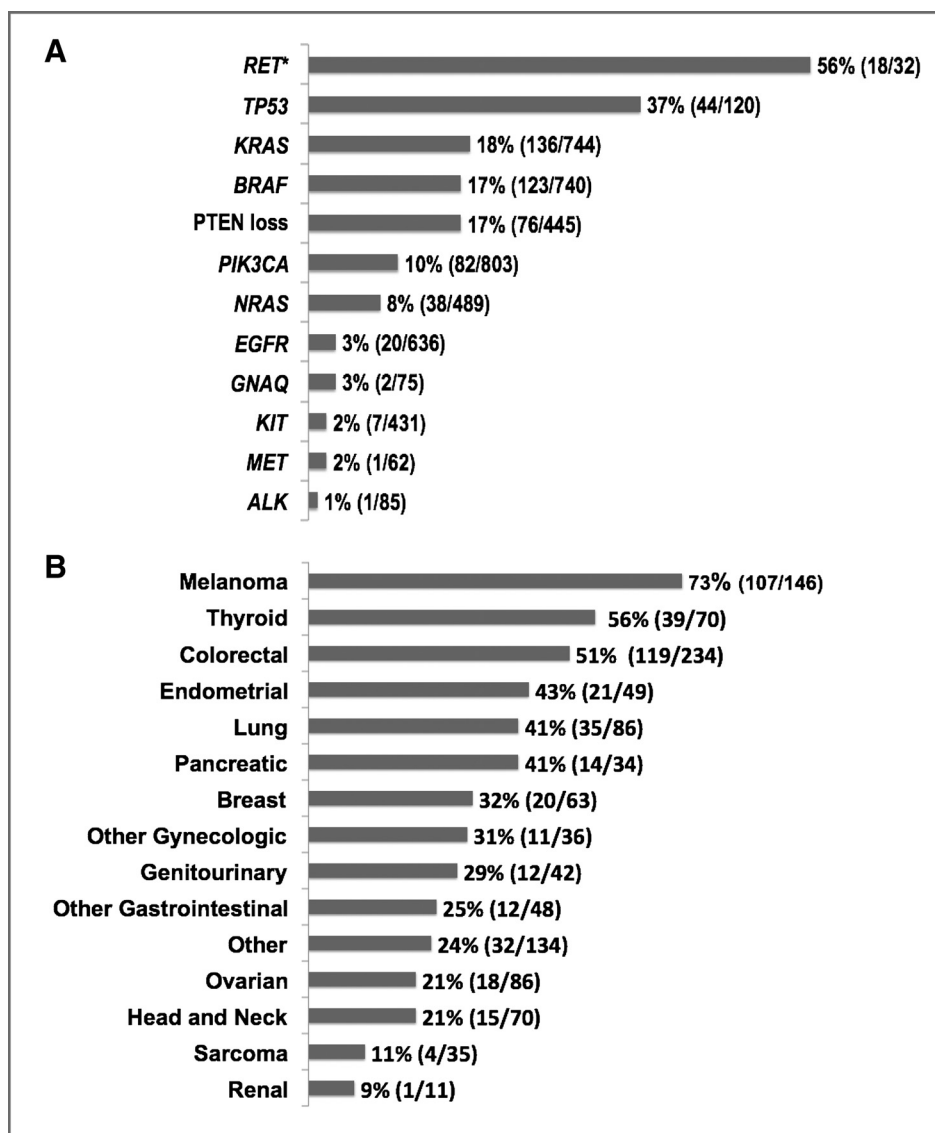 A
RET* 56% (18/32)
TP53 37% (44/120)
KRAS 18% (136/744)
BRAF 17% (123/740)
PTEN loss 17% (76/445)
PIK3CA 10% (82/803)
NRAS 8% (38/489)
EGFR 3% (20/636)
GNAQ 3% (2/75)
KIT 2% (7/431)
MET 2% (1/62)
ALK 1% (1/85)
B
Melanoma 73% (107/146)
Thyroid 56% (39/70)
Colorectal 51% (119/234)
Endometrial 43% (21/49)
Lung 41% (35/86)
Pancreatic 41% (14/34)
Breast 32% (20/63)
Other Gynecologic 31% (11/36)
Genitourinary 29% (12/42)
Other Gastrointestinal 25% (12/48)
Other 24% (32/134)
Ovarian 21% (18/86)
Head and Neck 21% (15/70)
Sarcoma 11% (4/35)
Renal 9% (1/11)